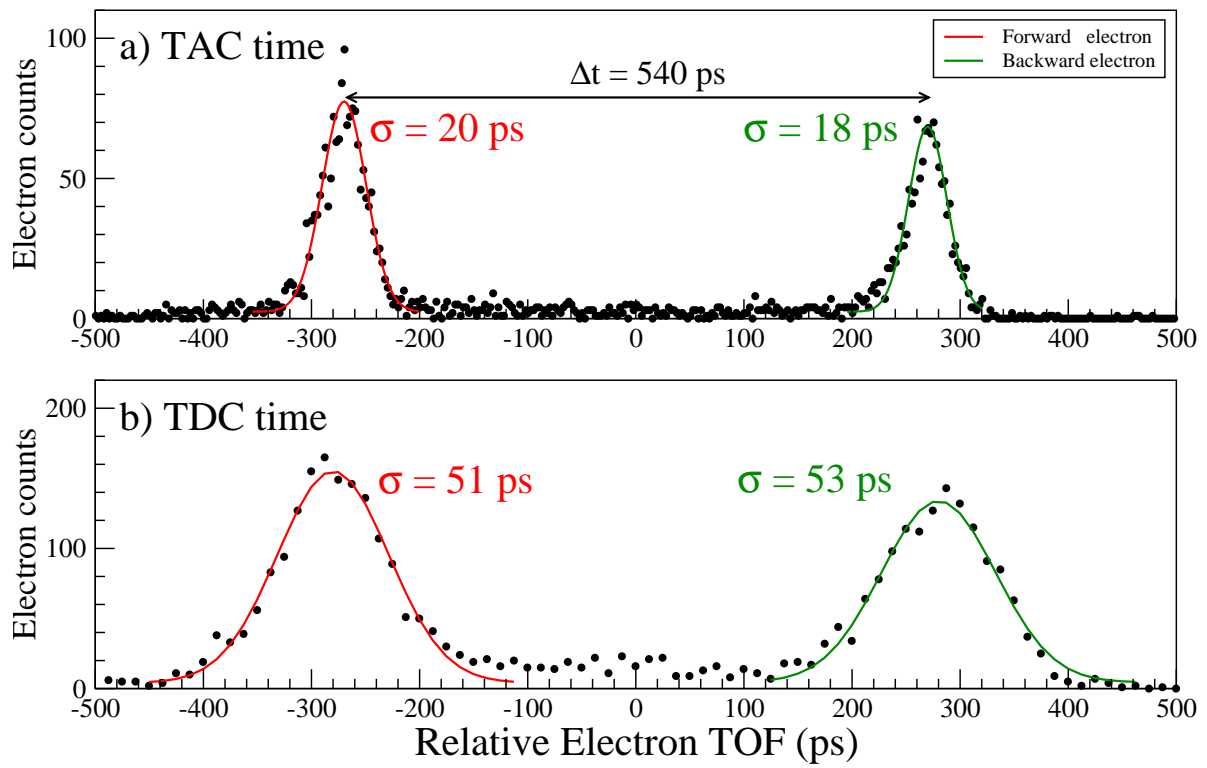 a) TAC time
Forward electron
Backward electron
Δt = 540 ps
σ = 20 ps
σ = 18 ps
Electron counts
100
50
0
-500 -400 -300 -200 -100 0 100 200 300 400 500
b) TDC time
σ = 51 ps
σ = 53 ps
Electron counts
200
100
0
-500 -400 -300 -200 -100 0 100 200 300 400 500
Relative Electron TOF (ps)